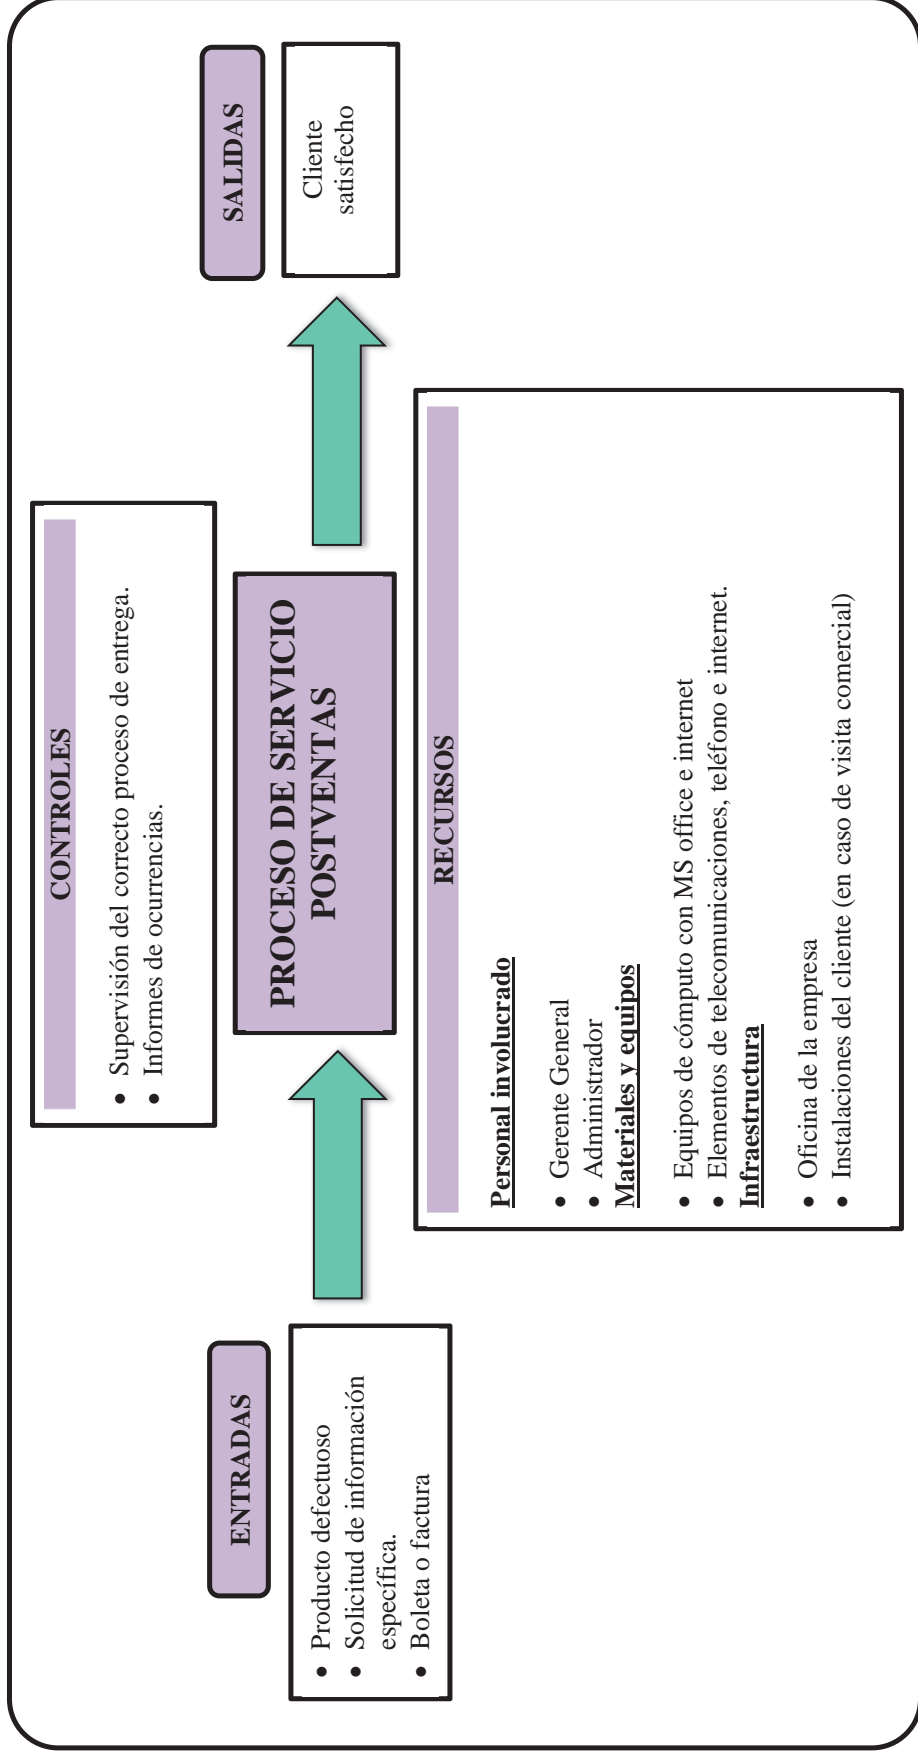 CONTROLES
• Supervisión del correcto proceso de entrega.
• Informes de ocurrencias.
ENTRADAS
• Producto defectuoso
• Solicitud de información
específica.
• Boleta o factura
PROCESO DE SERVICIO
POSTVENTAS
SALIDAS
Cliente
satisfecho
RECURSOS
Personal involucrado
• Gerente General
• Administrador
Materiales y equipos
• Equipos de cómputo con MS office e internet
• Elementos de telecomunicaciones, teléfono e internet.
Infraestructura
• Oficina de la empresa
• Instalaciones del cliente (en caso de visita comercial)